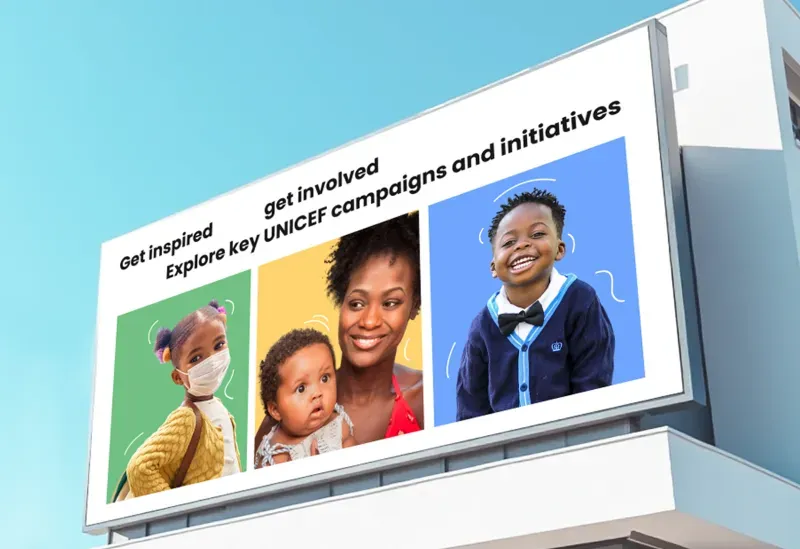 Get inspired get involved
Explore key UNICEF campaigns and initiatives